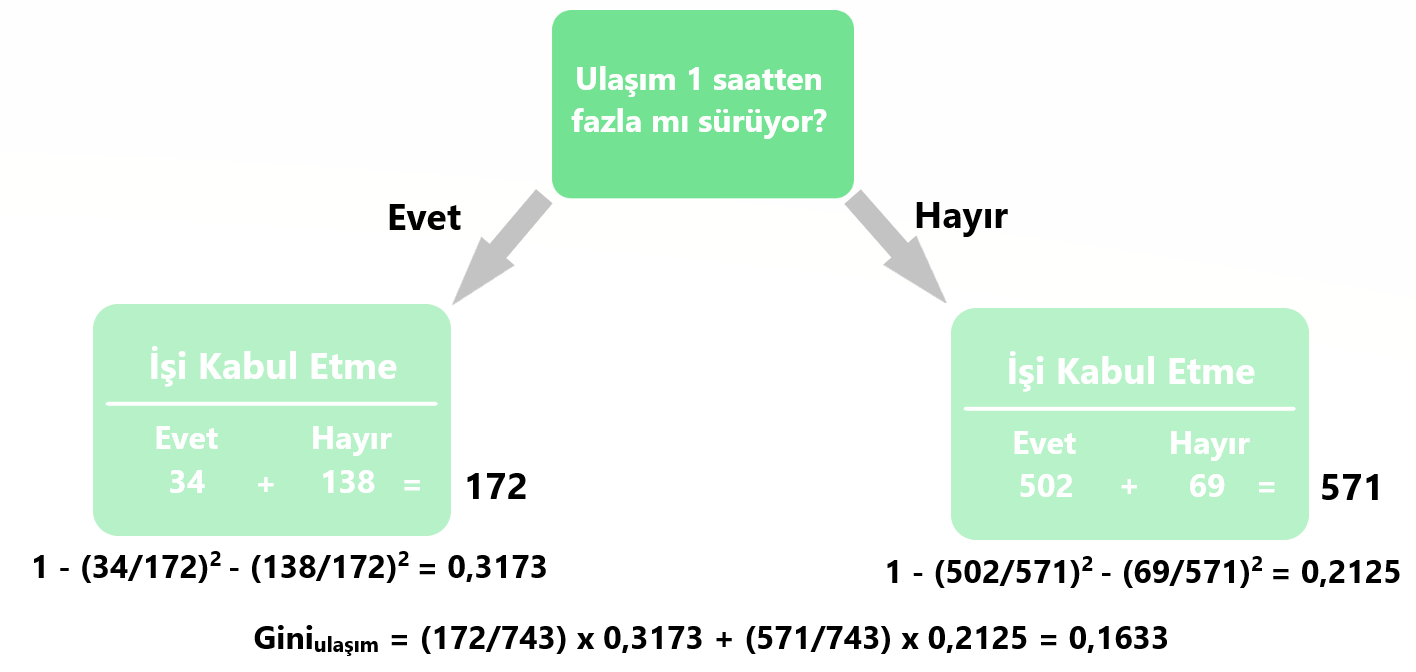 Ulaşım 1 saatten
fazla mı sürüyor?
Evet
Hayır
İşi Kabul Etme
Evet Hayır
34 + 138 = 172
1 - (34/172)² - (138/172)² = 0,3173
İşi Kabul Etme
Evet Hayır
502 + 69 = 571
1 - (502/571)² - (69/571)² = 0,2125
Giniulaşım = (172/743) x 0,3173 + (571/743) x 0,2125 = 0,1633